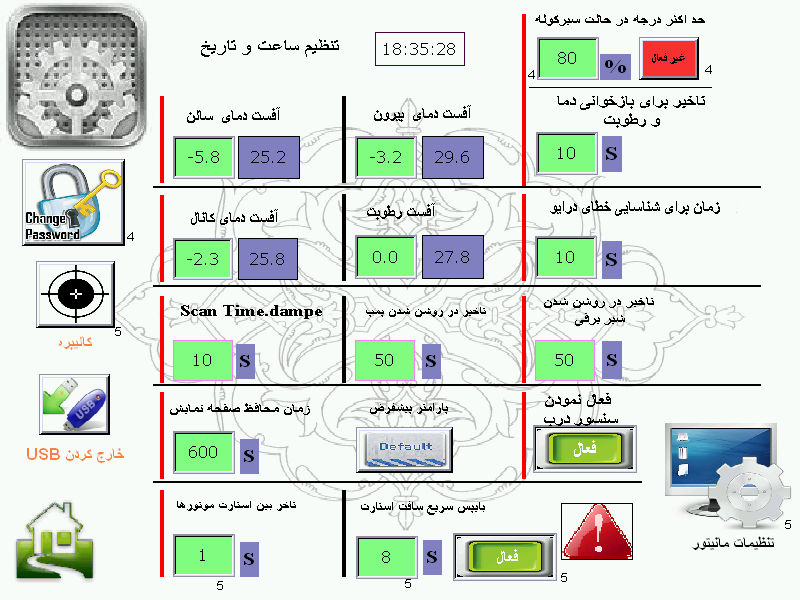 حد اکثر درجه در حالت سبرکوله
تنظیم ساعت و تاریخ
18:35:28
80
%
غیر فعال
4
4
تاخیر برای بازخوانی دما
و رطوبت
10
S
آفست دمای سالن
-5.8
25.2
آفست دمای بیرون
-3.2
29.6
Change
Password
4
آفست دمای کانال
-2.3
25.8
آفست رطوبت
0.0
27.8
زمان برای شناسایی خطای درایو
10
S
Scan Time.dampe
10
S
تاخیر در روشن شدن پمپ
50
S
تاخیر در روشن شدن
شیر برقی
50
S
5
کالیبره
زمان محافظ صفحه نمایش
600
S
پارامتر پیشفرض
Default
فعال نمودن
سنسور درب
فعال
USB
خارج کردن USB
تاخر بین استارت موتورها
1
S
5
بایپس سریع سافت استارت
8
S
5
فعال
5
5
تنظیمات مانیتور